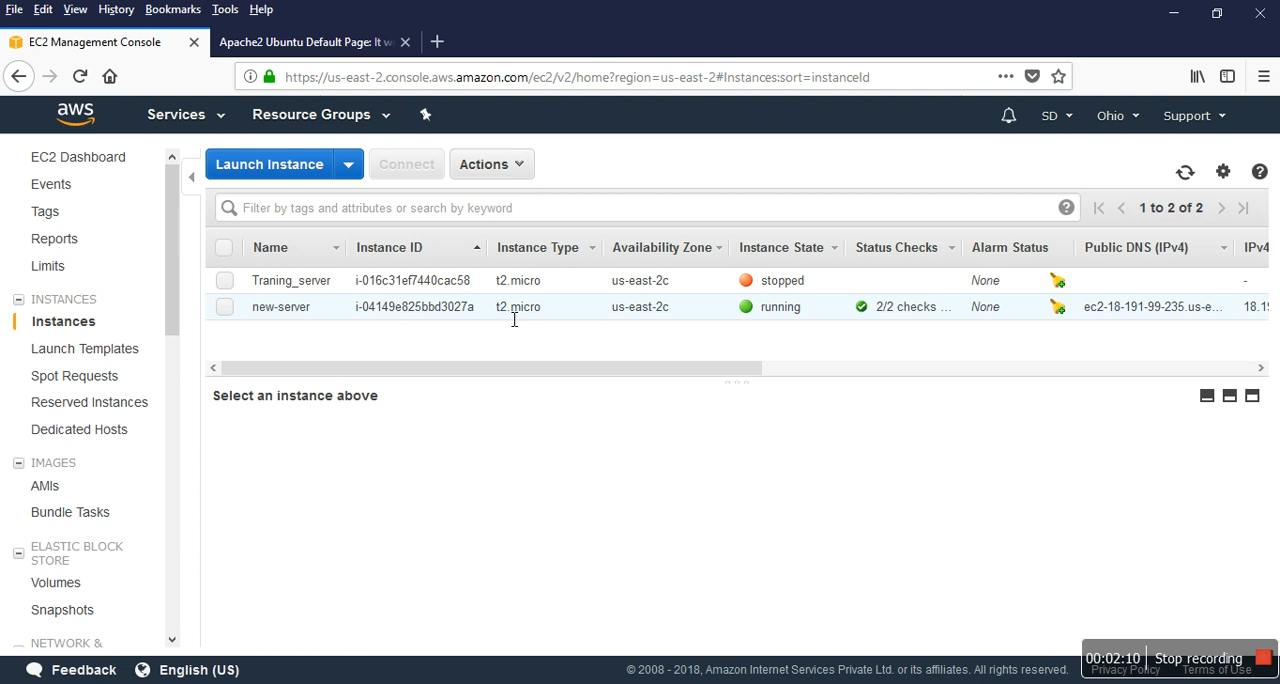 File Edit View History Bookmarks Tools Help
EC2 Management Console
Apache2 Ubuntu Default Page: It w
https://us-east-2.console.aws.amazon.com/ec2/v2/home?region=us-east-2#Instances:sort=instanceId
aws Services Resource Groups SD Ohio Support
EC2 Dashboard
Events
Tags
Reports
Limits
INSTANCES
Instances
Launch Templates
Spot Requests
Reserved Instances
Dedicated Hosts
IMAGES
AMIs
Bundle Tasks
ELASTIC BLOCK
STORE
Volumes
Snapshots
NETWORK &
Launch Instance Connect Actions
Filter by tags and attributes or search by keyword 1 to 2 of 2
Name Instance ID Instance Type Availability Zone Instance State Status Checks Alarm Status Public DNS (IPv4) IPv4
Traning_server i-016c31ef7440cac58 t2.micro us-east-2c stopped None -
new-server i-04149e825bbd3027a t2.micro us-east-2c running 2/2 checks ... None ec2-18-191-99-235.us-e... 18.19
Select an instance above
Feedback English (US) © 2008 - 2018, Amazon Internet Services Private Ltd. or its affiliates. All rights reserved. Privacy Policy Terms of Use
00:02:10 Stop recording